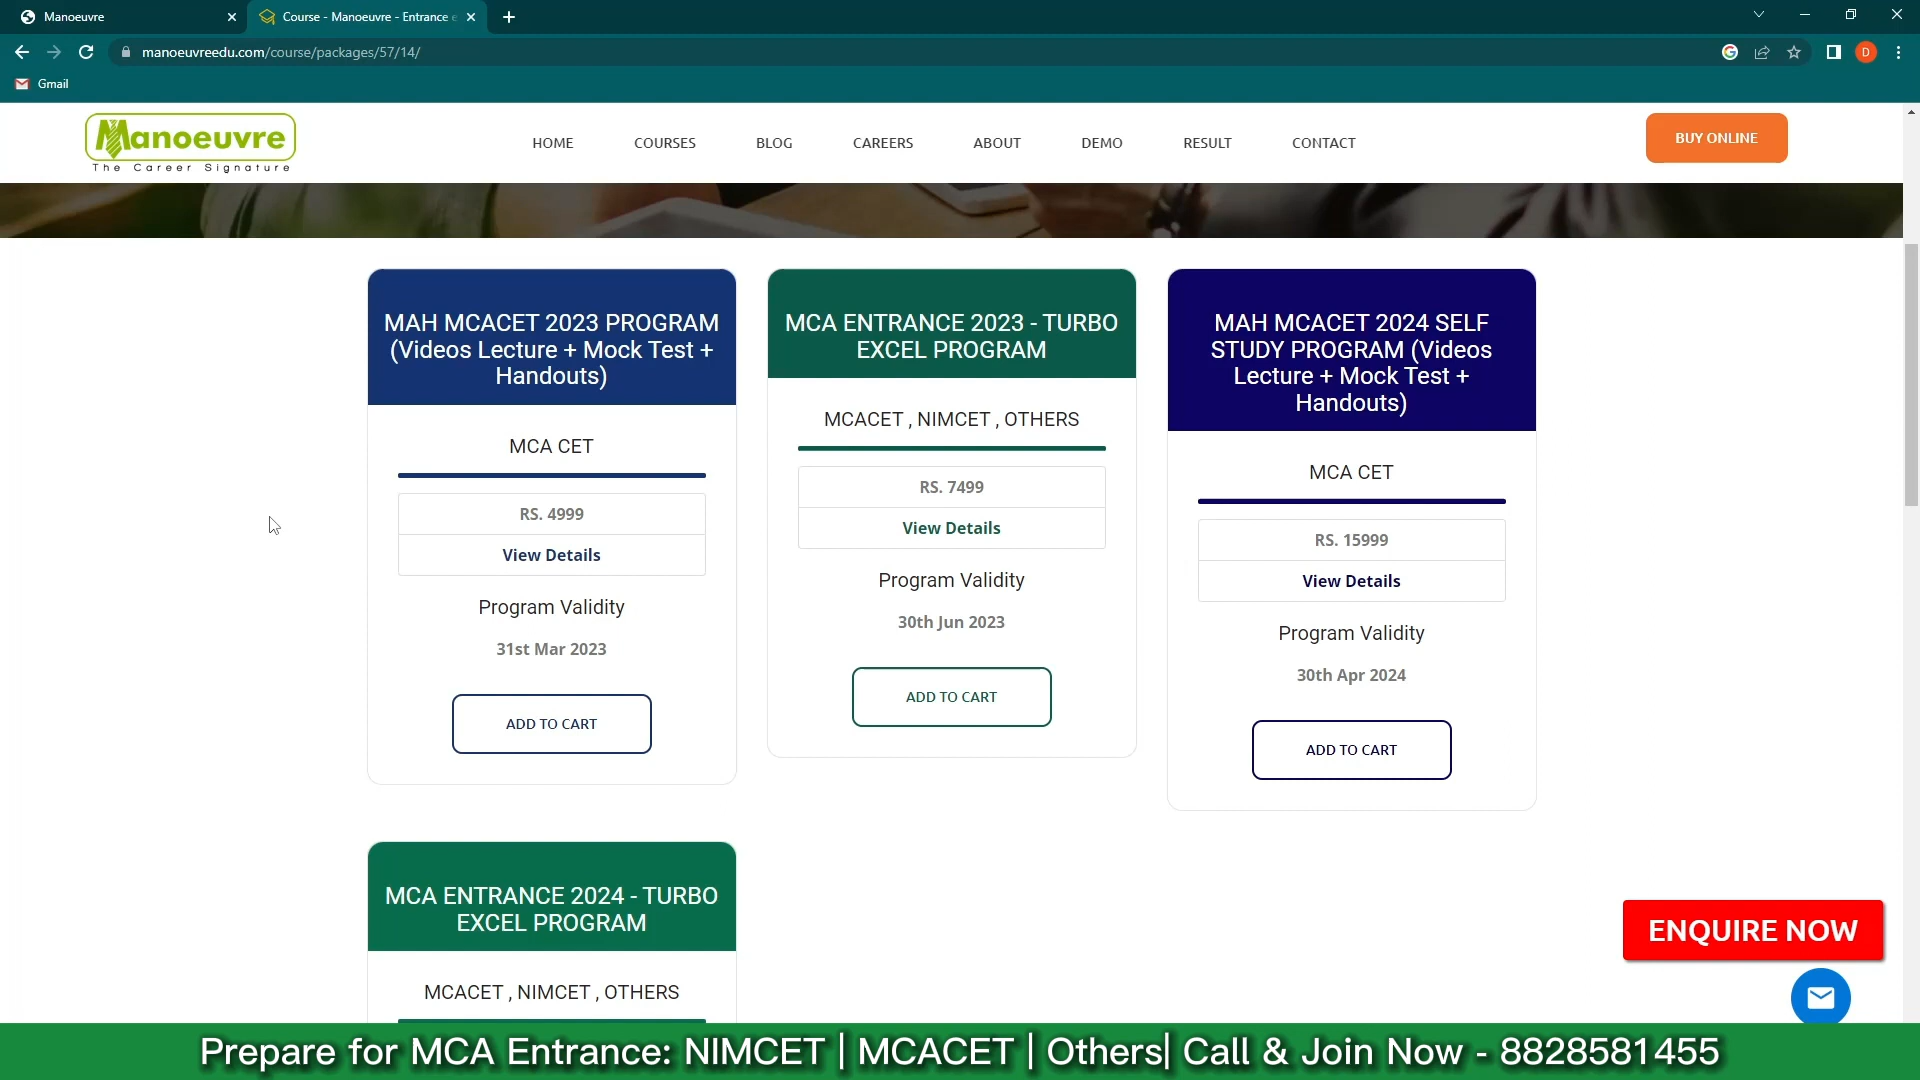 Manoeuvre
Course - Manoeuvre - Entrance e
manoeuvreedu.com/course/packages/57/14/
D
Gmail
Manoeuvre
The Career Signature
HOME
COURSES
BLOG
CAREERS
ABOUT
DEMO
RESULT
CONTACT
BUY ONLINE
MAH MCACET 2023 PROGRAM
(Videos Lecture + Mock Test +
Handouts)
MCA CET
RS. 4999
View Details
Program Validity
31st Mar 2023
ADD TO CART
MCA ENTRANCE 2023 - TURBO
EXCEL PROGRAM
MCACET , NIMCET , OTHERS
RS. 7499
View Details
Program Validity
30th Jun 2023
ADD TO CART
MAH MCACET 2024 SELF
STUDY PROGRAM (Videos
Lecture + Mock Test +
Handouts)
MCA CET
RS. 15999
View Details
Program Validity
30th Apr 2024
ADD TO CART
MCA ENTRANCE 2024 - TURBO
EXCEL PROGRAM
MCACET , NIMCET , OTHERS
ENQUIRE NOW
Prepare for MCA Entrance: NIMCET | MCACET | Others| Call & Join Now - 8828581455